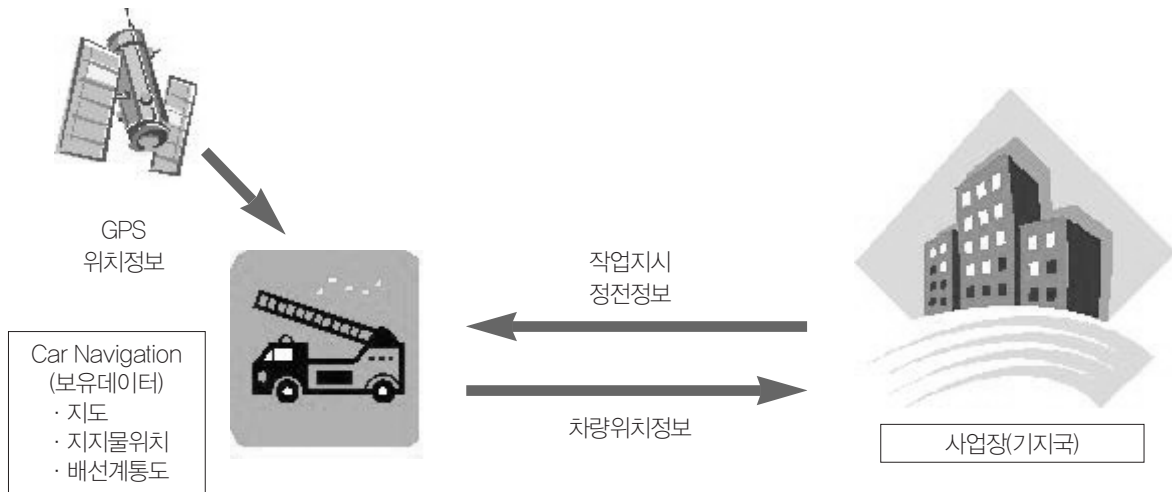 GPS
위치정보
작업지시
정전정보
Car Navigation
(보유데이터)
· 지도
· 지지물위치
· 배선계통도
차량위치정보
사업장(기지국)